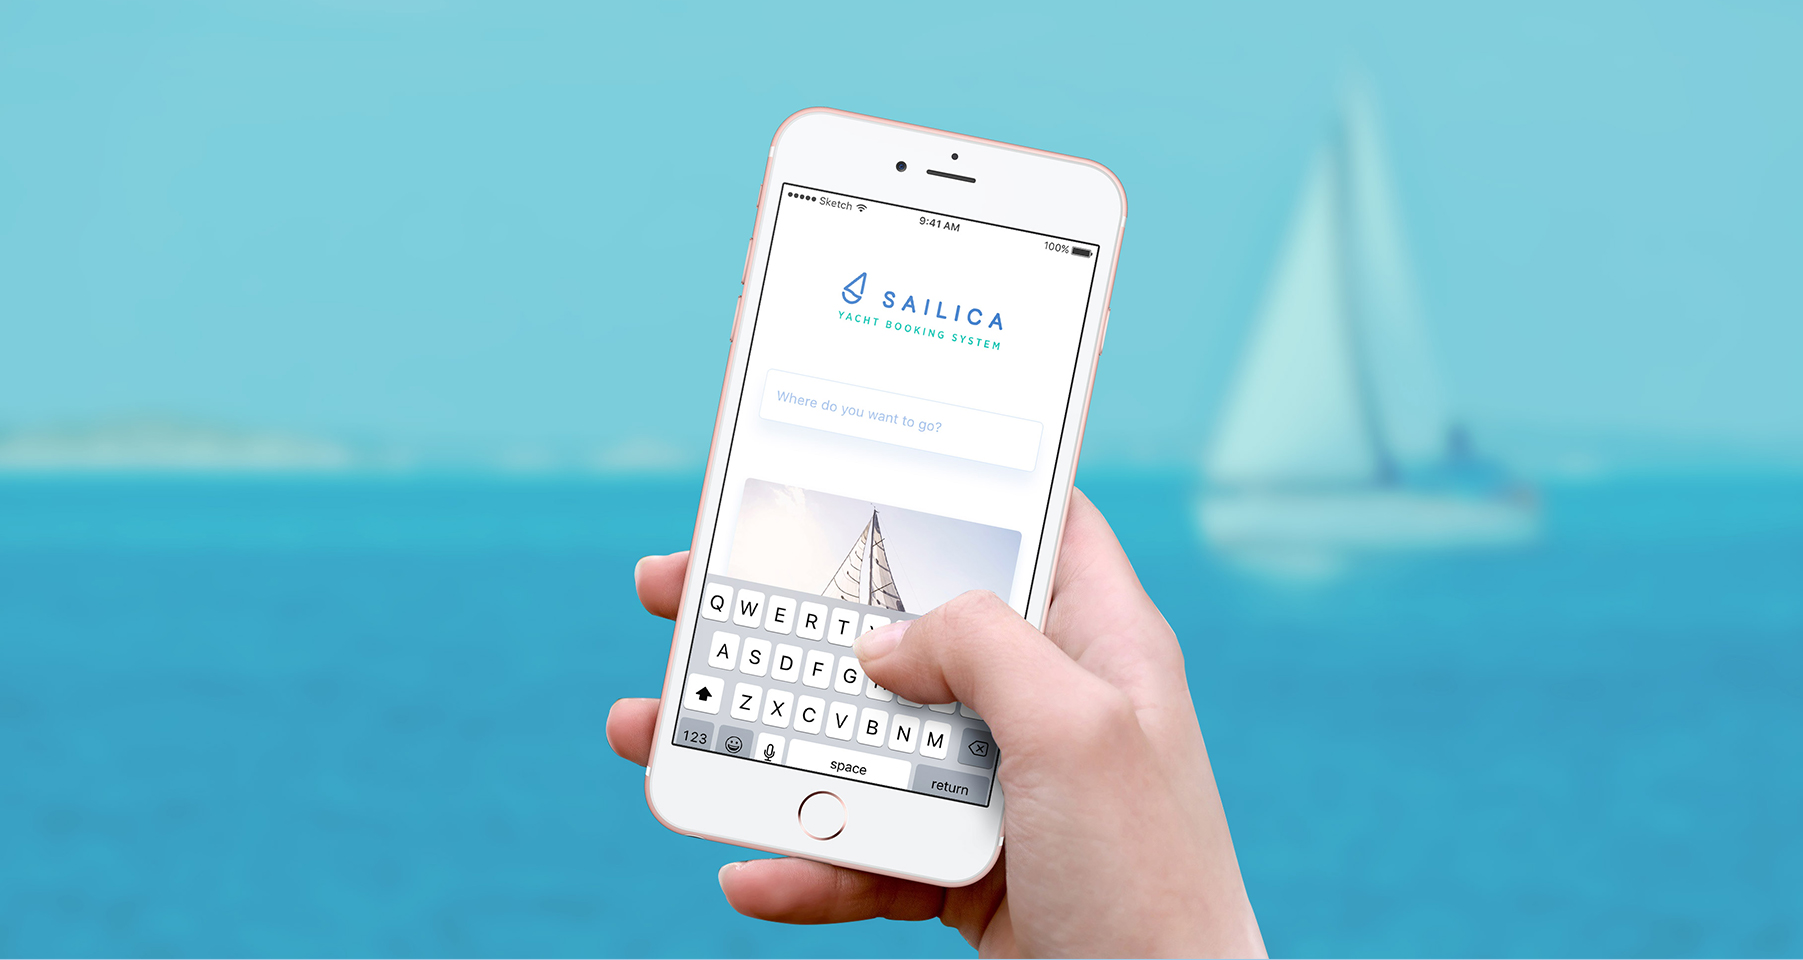 Sketch
9:41 AM
100%
SAILICA
YACHT BOOKING SYSTEM
Where do you want to go?
Q W E R T
A S D F G
Z X C V B N M
123
space
return